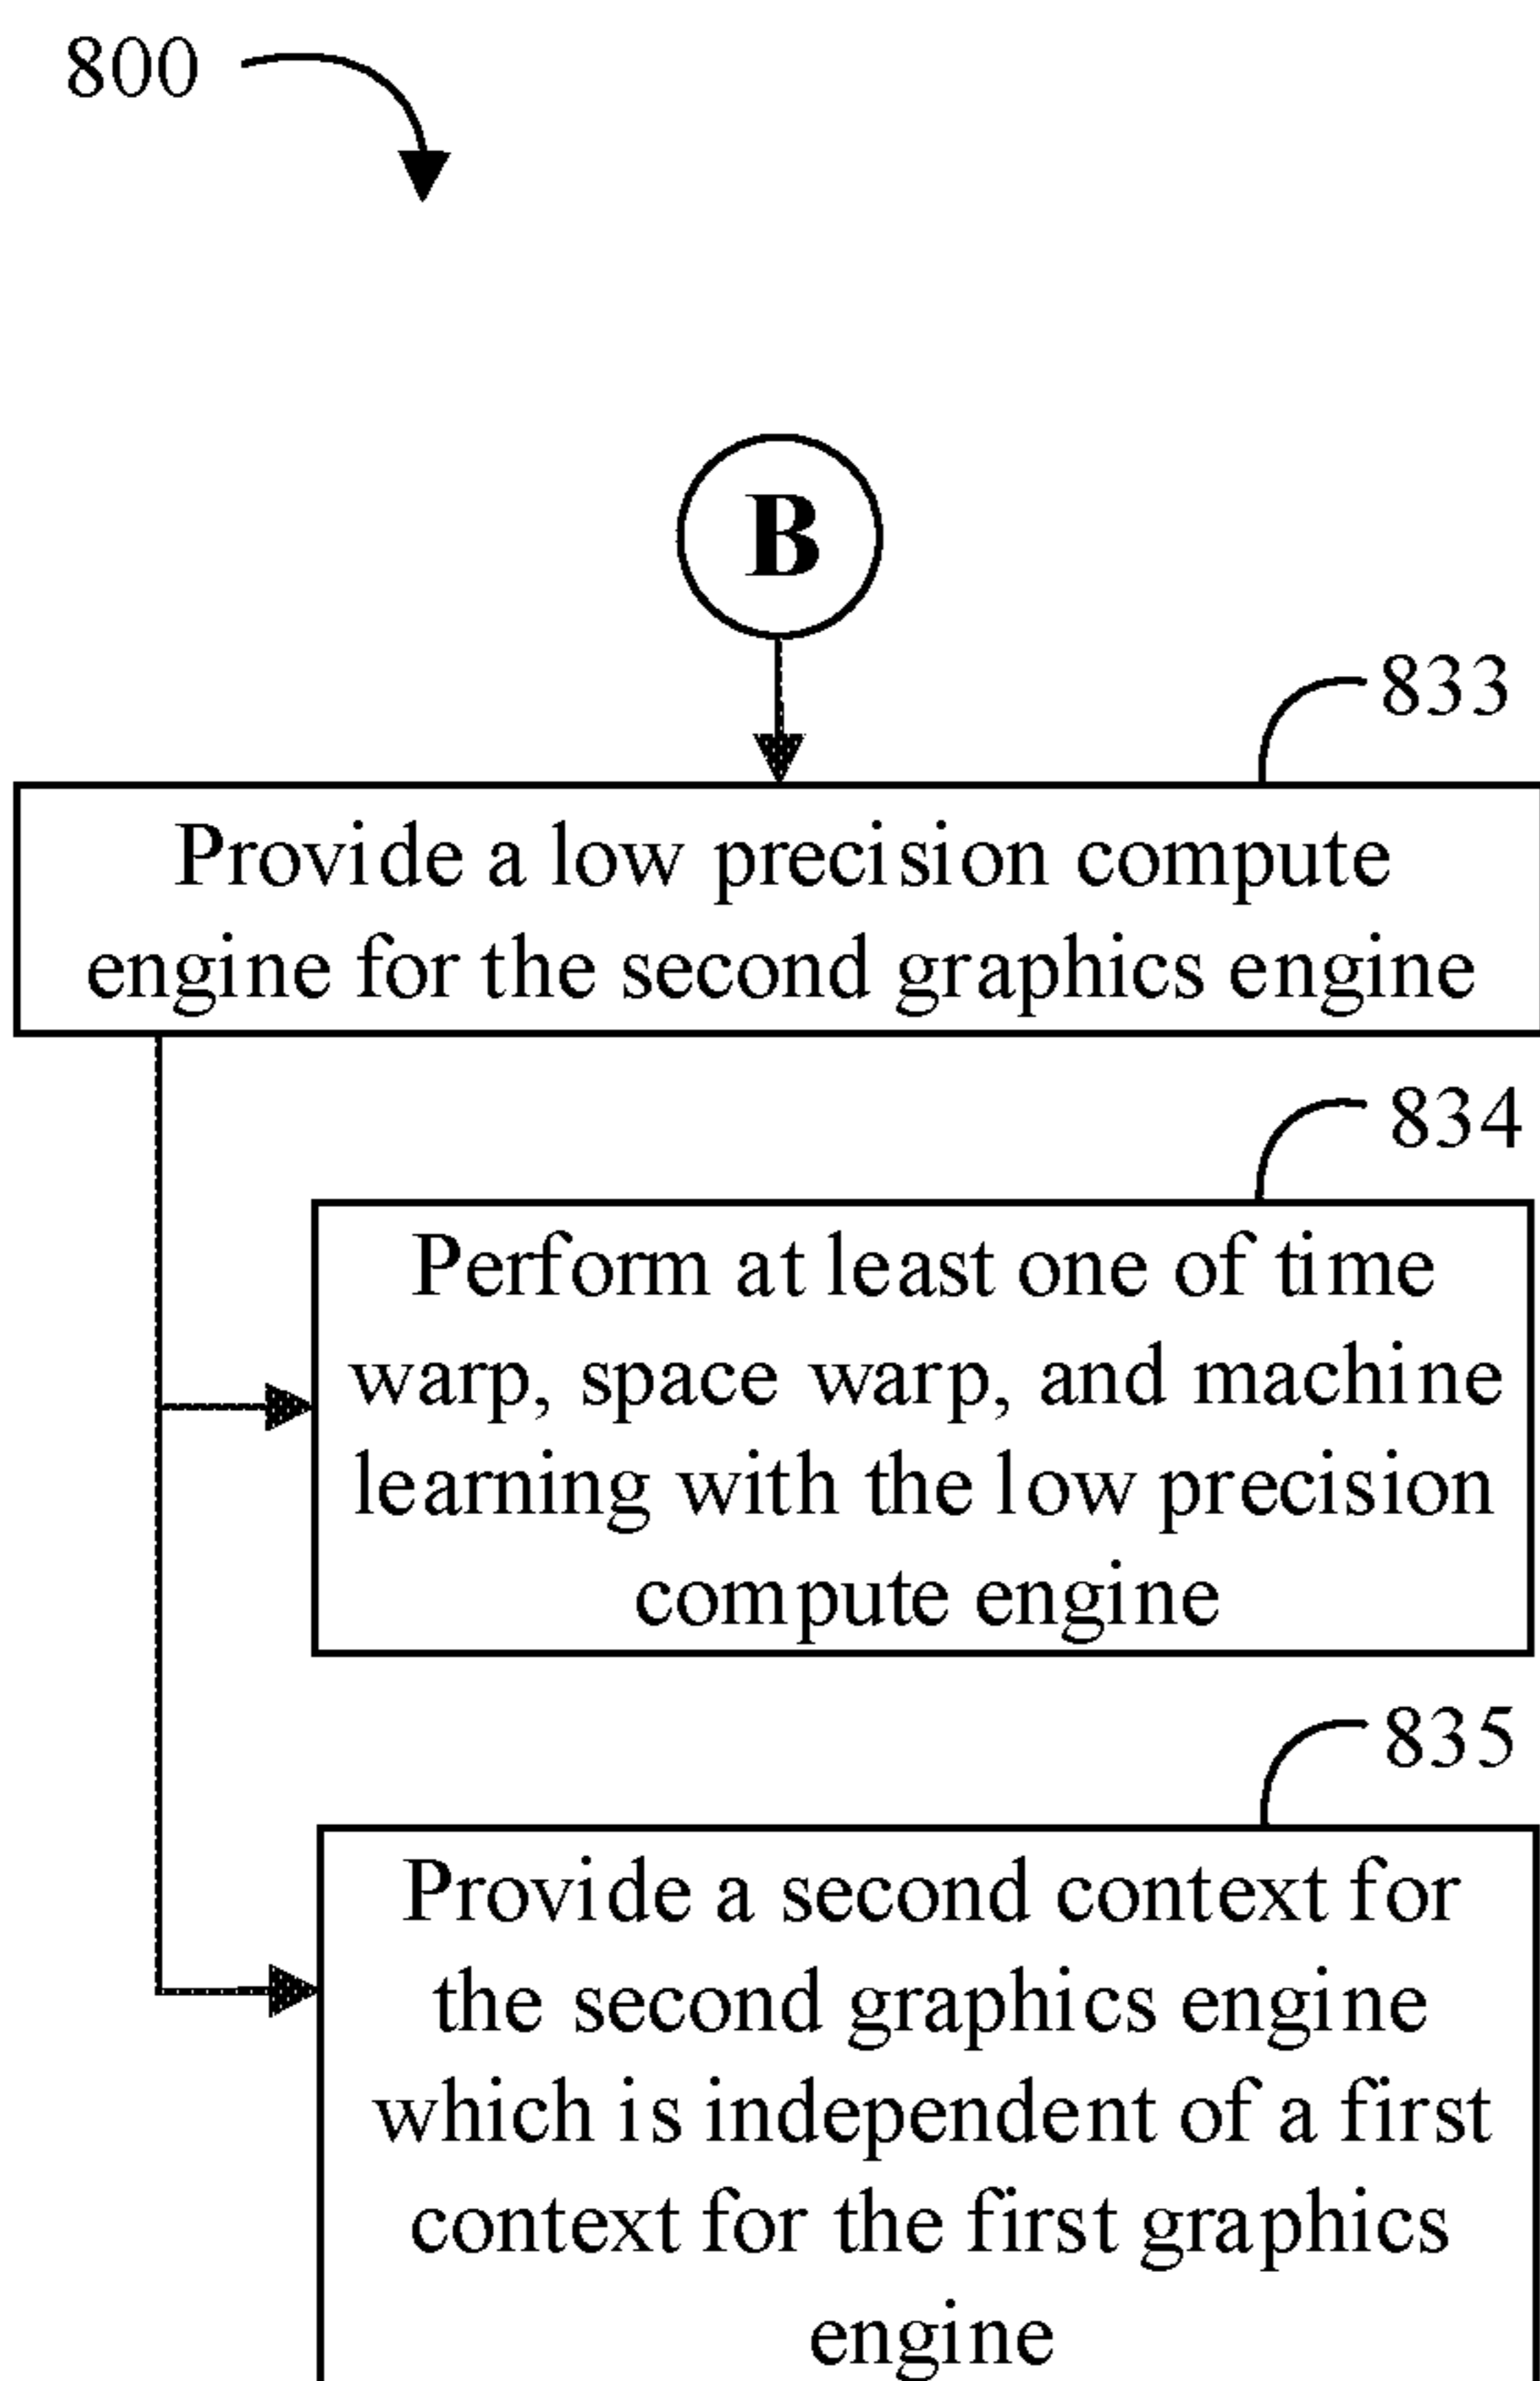 800
B
833
Provide a low precision compute
engine for the second graphics engine
834
Perform at least one of time
warp, space warp, and machine
learning with the low precision
compute engine
835
Provide a second context for
the second graphics engine
which is independent of a first
context for the first graphics
engine